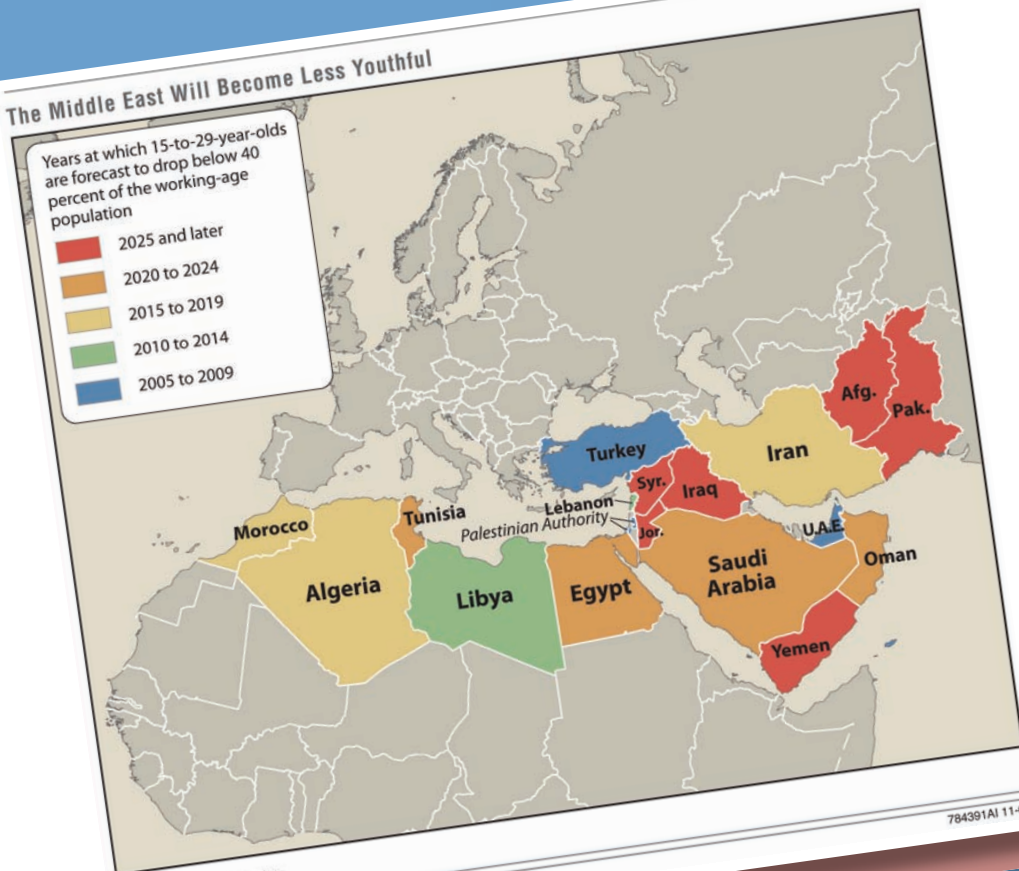 The Middle East Will Become Less Youthful
Years at which 15-to-29-year-olds
are forecast to drop below 40
percent of the working-age
population
2025 and later
2020 to 2024
2015 to 2019
2010 to 2014
2005 to 2009
Afg.
Pak.
Turkey
Iran
Syr.
Iraq
Lebanon
Palestinian Authority
Jor.
Morocco
Tunisia
U.A.E.
Oman
Algeria
Libya
Egypt
Saudi
Arabia
Yemen
784391AI 11-